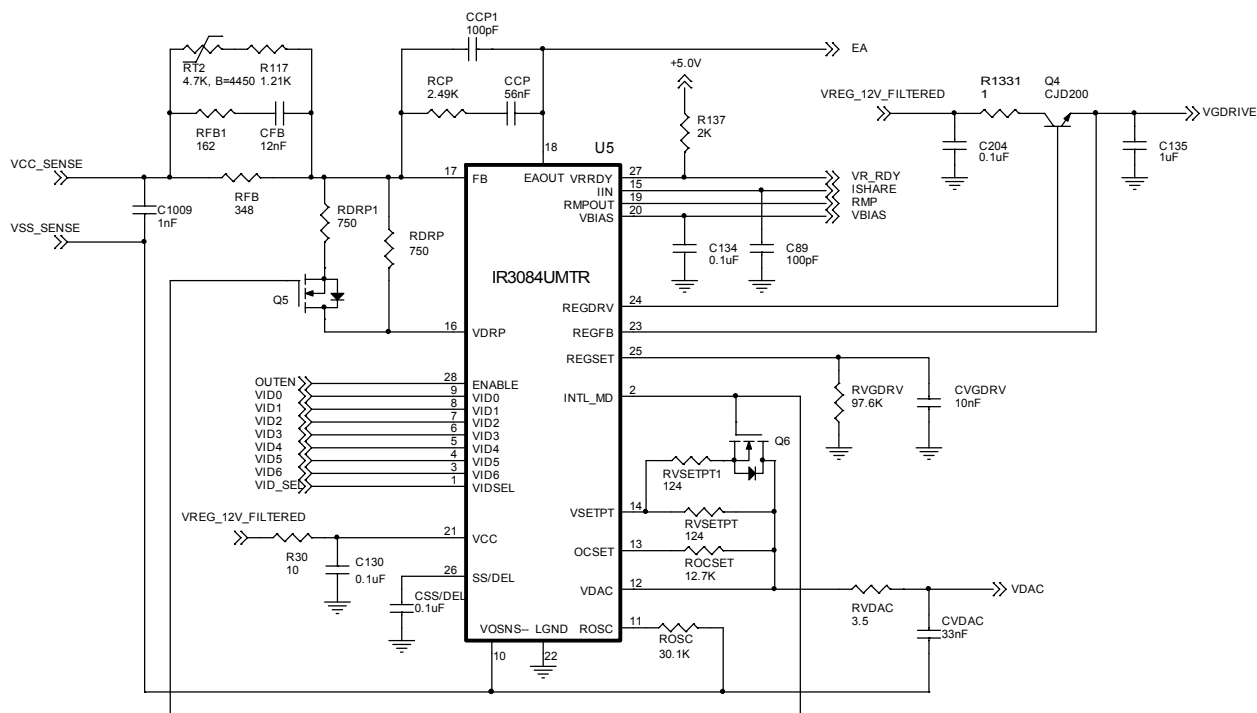 CCP1
100pF
EA
RT2
4.7K, B=4450
R117
1.21K
RCP
2.49K
CCP
56nF
+5.0V
R1331
1
Q4
CJD200
VREG_12V_FILTERED
VGDRIVE
RFB1
162
CFB
12nF
R137
2K
C204
0.1uF
C135
1uF
18
U5
VCC_SENSE
17
FB
EAOUT
VRRDY
27
VR_RDY
IIN
15
ISHARE
RMPOUT
19
RMP
VBIAS
20
VBIAS
RFB
348
C1009
1nF
VSS_SENSE
RDRP1
750
RDRP
750
C134
0.1uF
C89
100pF
IR3084UMTR
Q5
REGDRV
24
16
VDRP
REGFB
23
REGSET
25
OUTEN
28
ENABLE
VID0
9
VID0
VID1
8
VID1
VID2
7
VID2
VID3
6
VID3
VID4
5
VID4
VID5
4
VID5
VID6
3
VID6
VID_SEL
1
VIDSEL
INTL_MD
2
RVGDRV
97.6K
CVGDRV
10nF
Q6
RVSETPT1
124
VSETPT
14
RVSETPT
124
VREG_12V_FILTERED
R30
10
21
VCC
C130
0.1uF
OCSET
13
ROCSET
12.7K
26
SS/DEL
CSS/DEL
0.1uF
VDAC
12
RVDAC
3.5
VDAC
CVDAC
33nF
VOSNS--
LGND
ROSC
11
ROSC
30.1K
10
22